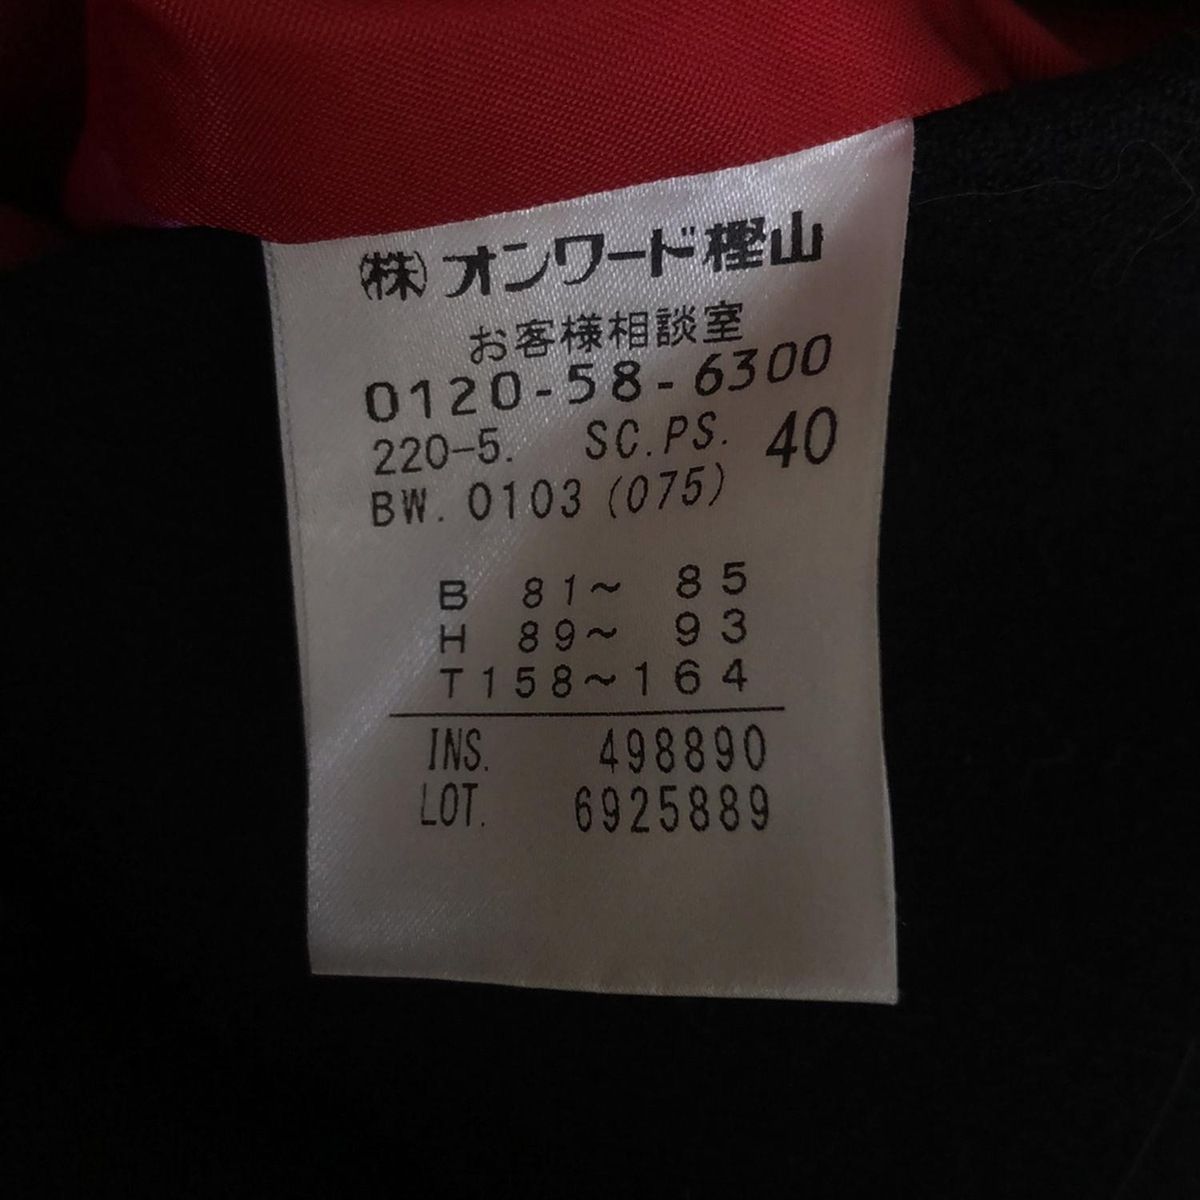 ㈱オンワード樫山
お客様相談室
0120-58-6300
220-5. SC.PS. 40
BW. 0103 (075)
B 81~ 85
H 89~ 93
T158~164
INS. 498890
LOT. 6925889